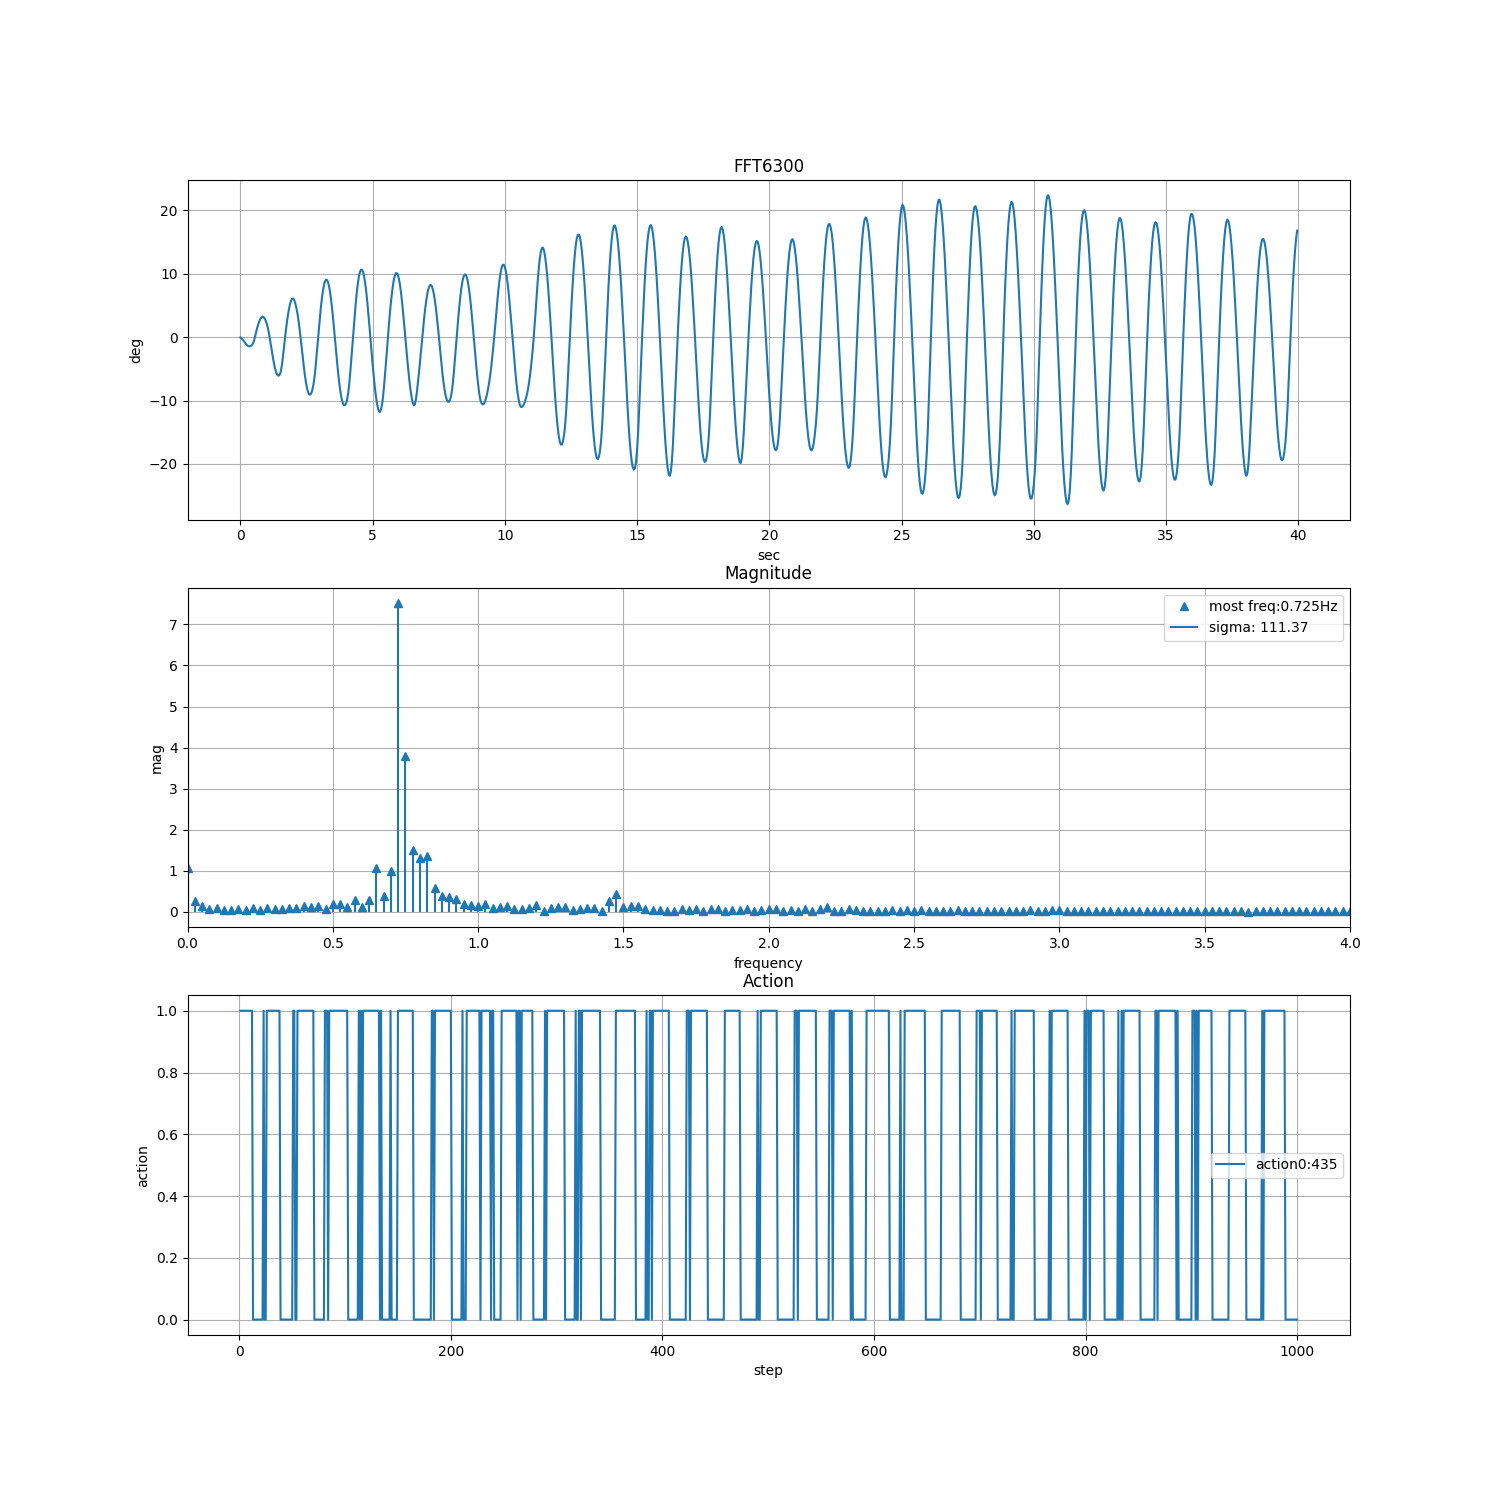 FFT6300
20
10
0
−10
−20
deg
0 5 10 15 20 25 30 35 40
sec
Magnitude
most freq:0.725Hz
sigma: 111.37
7
6
5
4
3
2
1
0
mag
0.0 0.5 1.0 1.5 2.0 2.5 3.0 3.5 4.0
frequency
Action
1.0
0.8
0.6
0.4
0.2
0.0
action
action0:435
0 200 400 600 800 1000
step